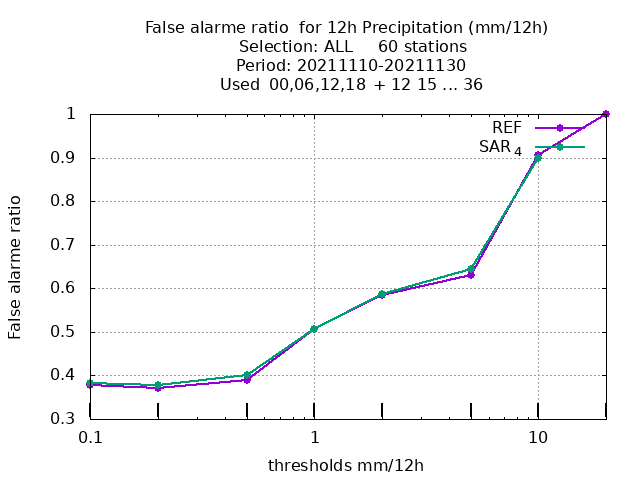 False alarme ratio  for 12h Precipitation (mm/12h)
Selection: ALL     60 stations
Period: 20211110-20211130
Used  00,06,12,18  + 12 15 ... 36
1
0.9
0.8
0.7
0.6
0.5
0.4
0.3
False alarme ratio
REF
SAR 4
0.1
1
10
thresholds mm/12h